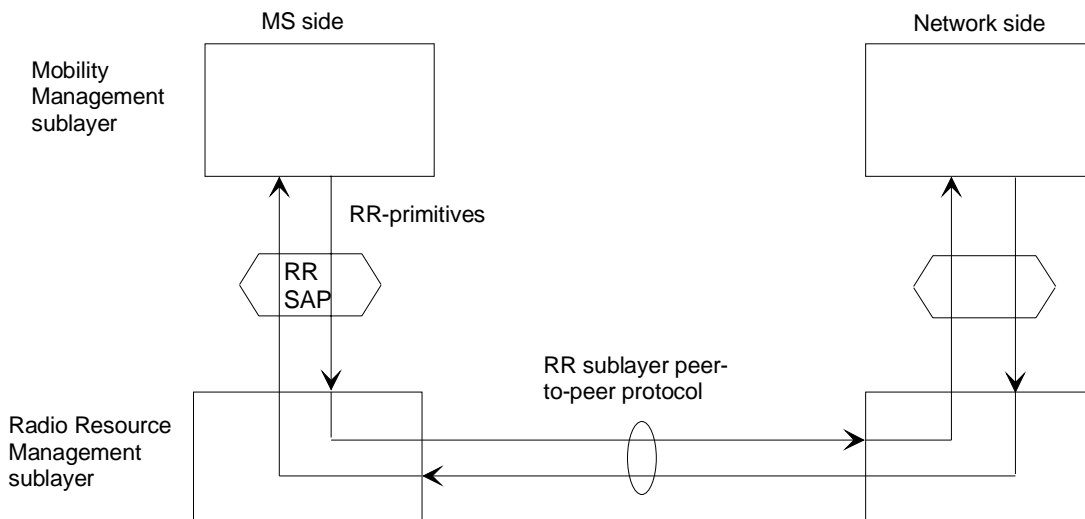 MS side
Network side
Mobility
Management
sublayer
RR-primitives
RR
SAP
RR sublayer peer-
to-peer protocol
Radio Resource
Management
sublayer